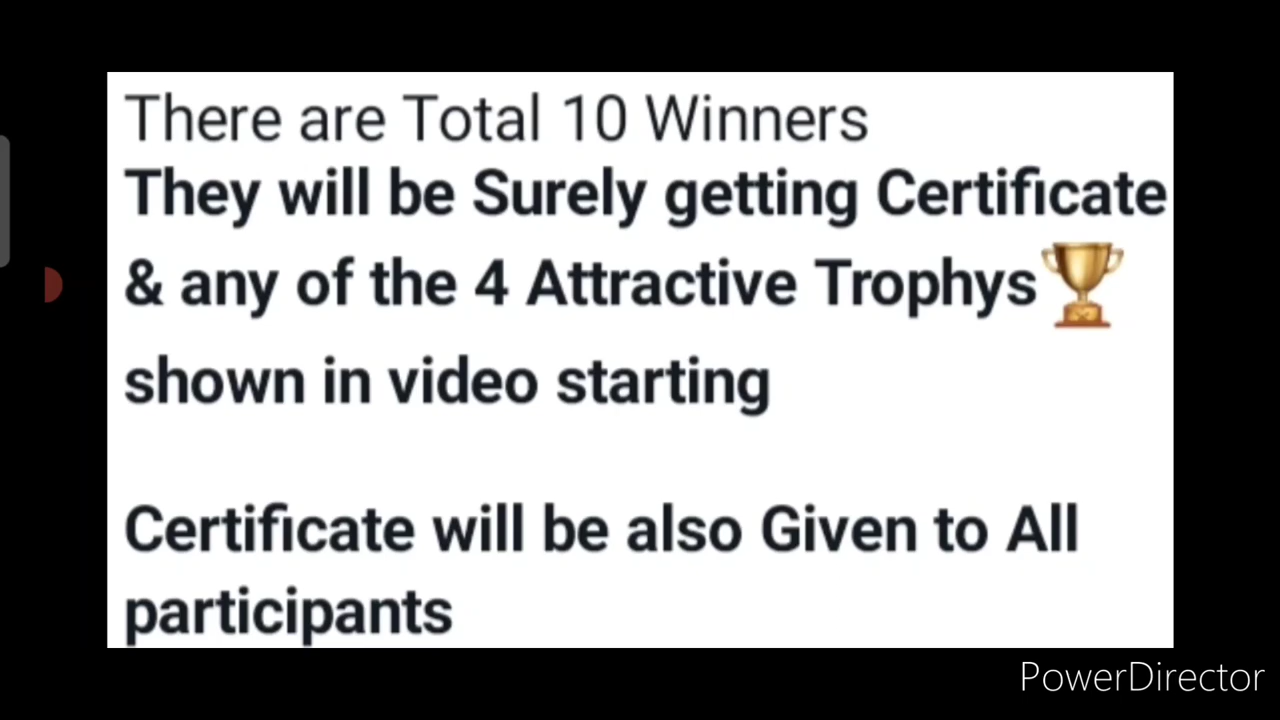 There are Total 10 Winners
They will be Surely getting Certificate
& any of the 4 Attractive Trophys🏆
shown in video starting
Certificate will be also Given to All
participants
PowerDirector